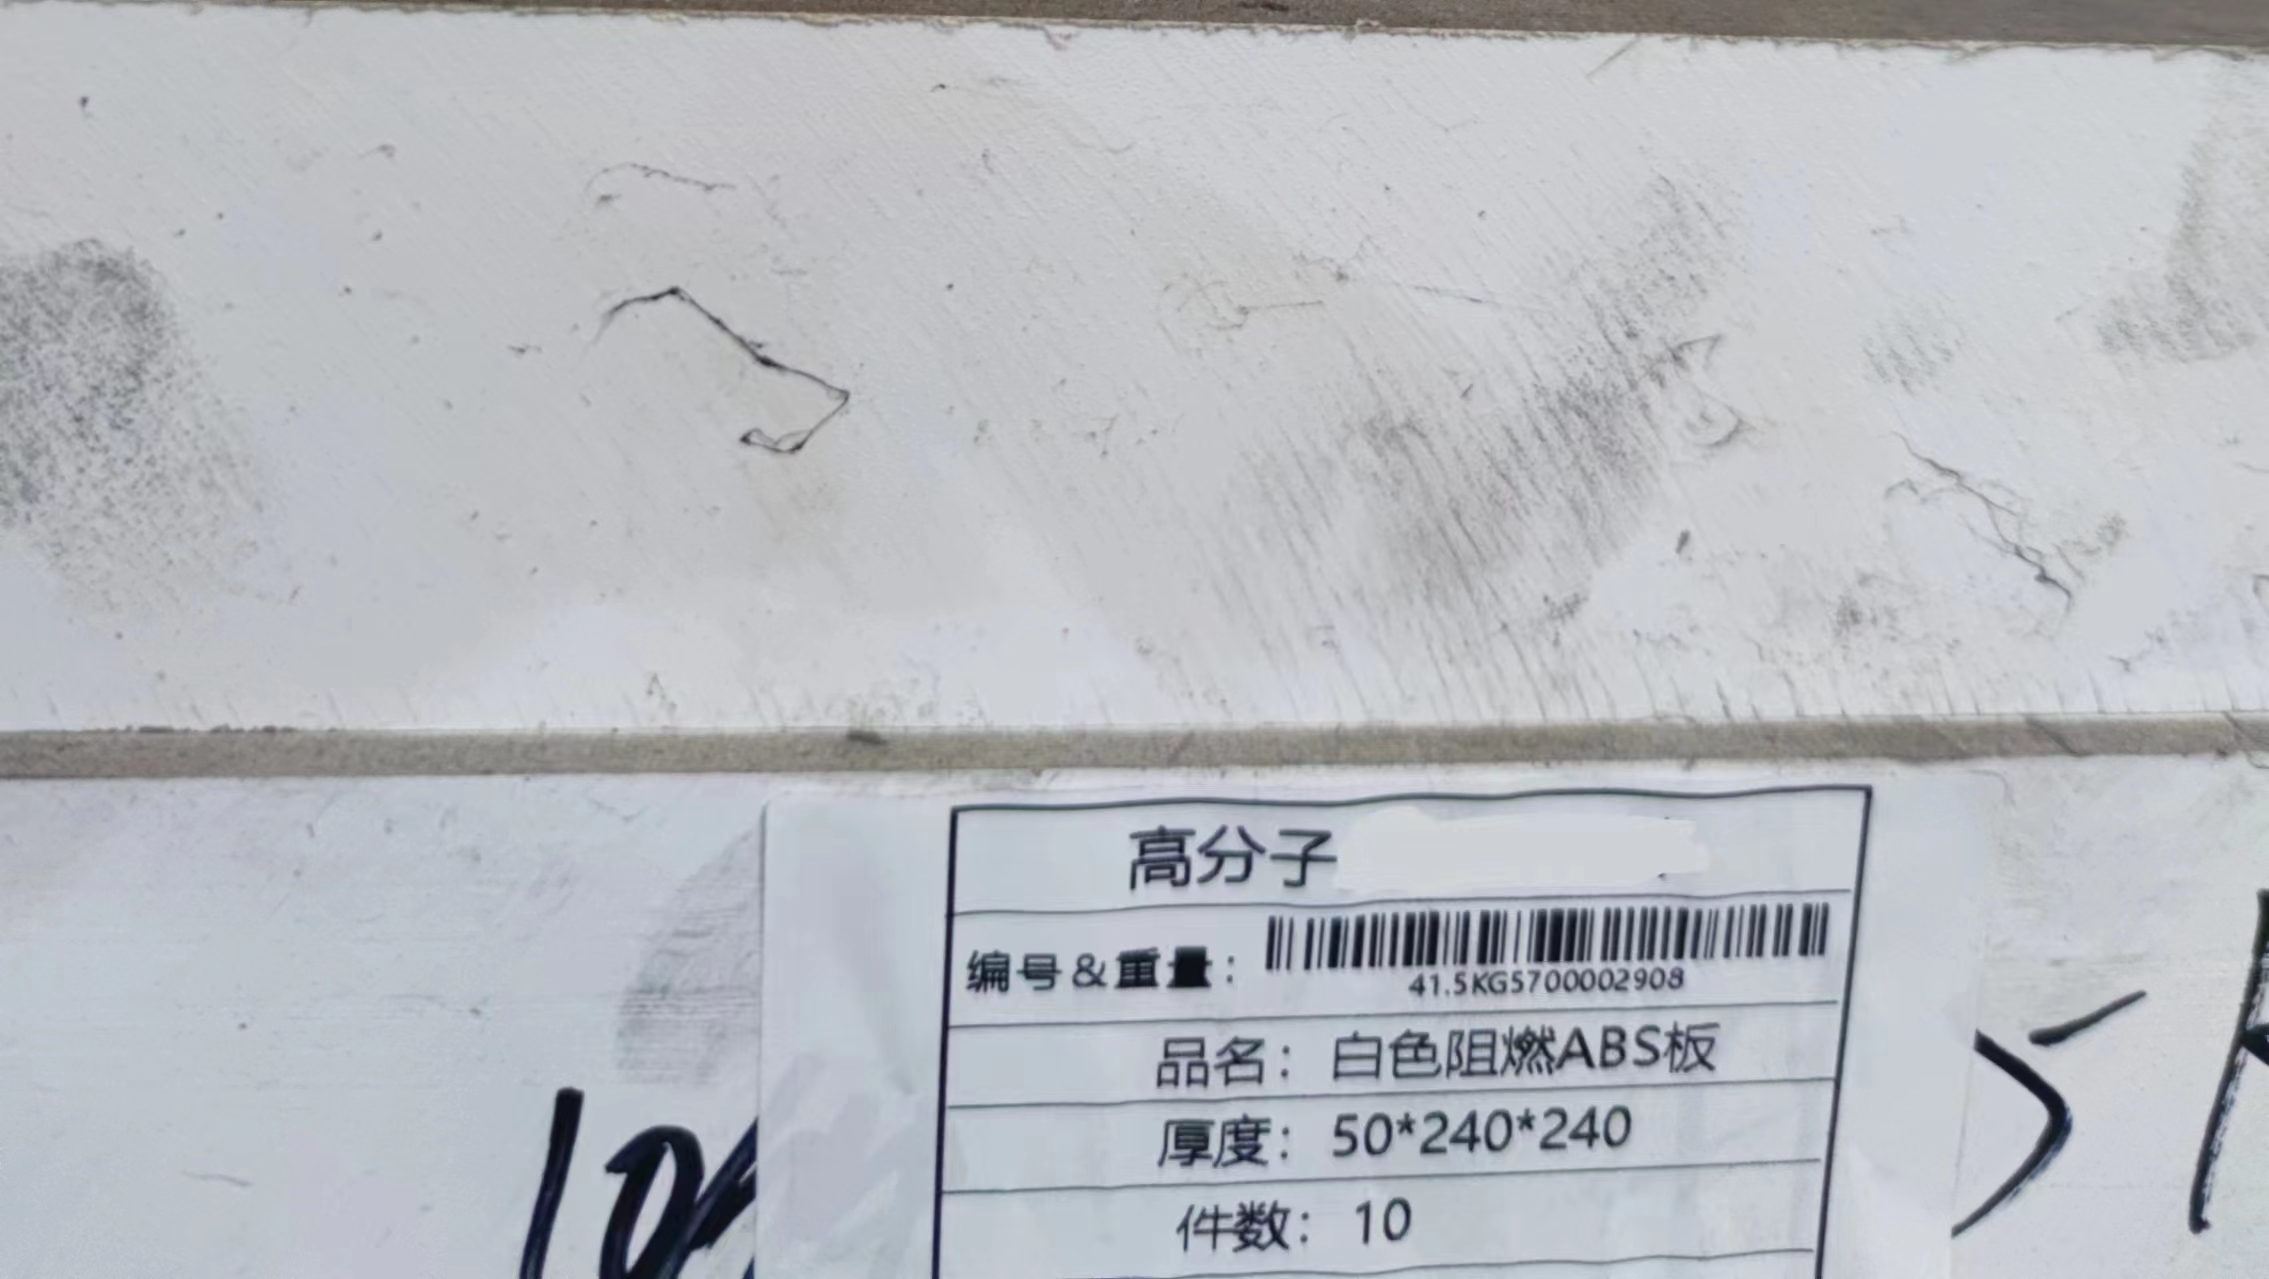 高分子
编号&重量:
41.5KG5700002908
品名: 白色阻燃ABS板
厚度: 50*240*240
件数: 10